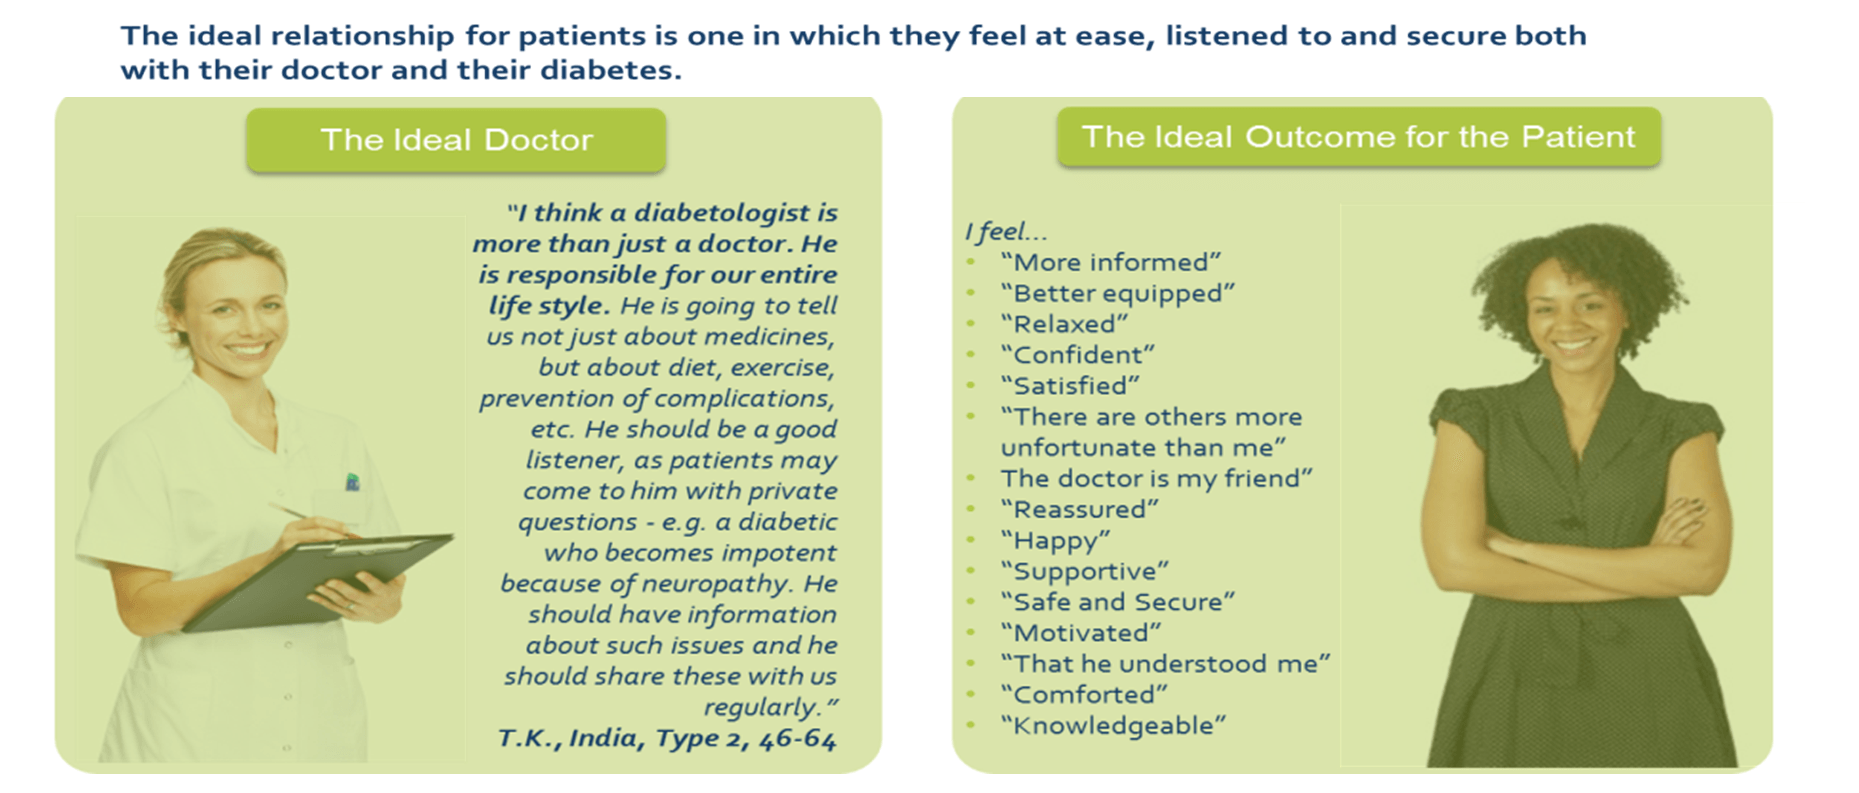 The ideal relationship for patients is one in which they feel at ease, listened to and secure both
with their doctor and their diabetes.
The Ideal Doctor
“I think a diabetologist is
more than just a doctor. He
is responsible for our entire
life style. He is going to tell
us not just about medicines,
but about diet, exercise,
prevention of complications,
etc. He should be a good
listener, as patients may
come to him with private
questions - e.g. a diabetic
who becomes impotent
because of neuropathy. He
should have information
about such issues and he
should share these with us
regularly.”
T.K., India, Type 2, 46-64
The Ideal Outcome for the Patient
I feel...
• “More informed”
• “Better equipped”
• “Relaxed”
• “Confident”
• “Satisfied”
• “There are others more
unfortunate than me”
• The doctor is my friend”
• “Reassured”
• “Happy”
• “Supportive”
• “Safe and Secure”
• “Motivated”
• “That he understood me”
• “Comforted”
• “Knowledgeable”